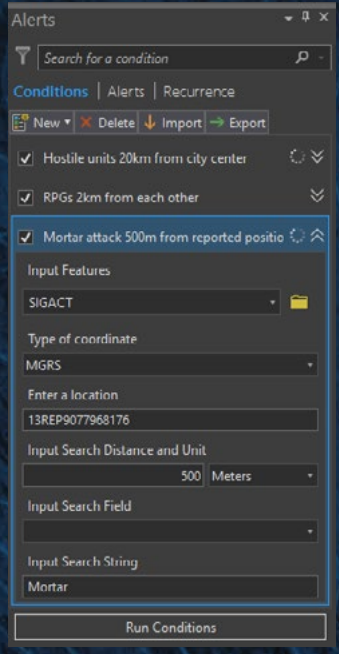 Alerts
Search for a condition
Conditions | Alerts | Recurrence
New Delete Import Export
Hostile units 20km from city center
RPGs 2km from each other
Mortar attack 500m from reported positio
Input Features
SIGACT
Type of coordinate
MGRS
Enter a location
13REP9077968176
Input Search Distance and Unit
500 Meters
Input Search Field
Input Search String
Mortar
Run Conditions